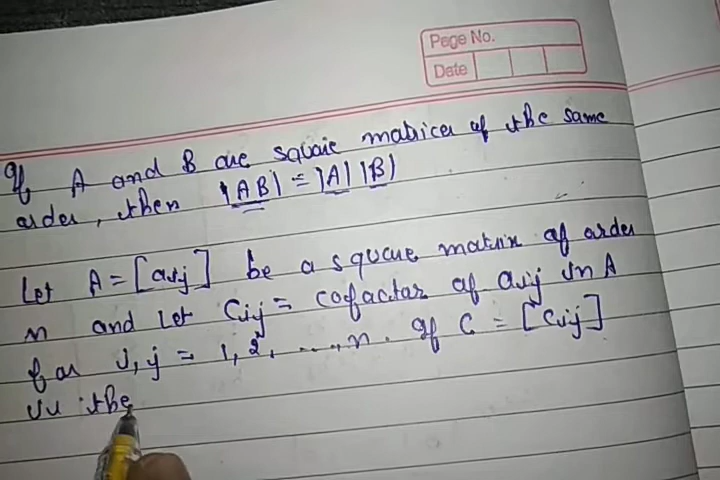 Page No.
Date
If A and B are square matrices of the same
order, then |AB| = |A| |B|
Let A = [aij] be a square matrix of order
n and let Cij = cofactor of aij in A
for i, j = 1, 2, ..., n. If C = [Cij]
is the